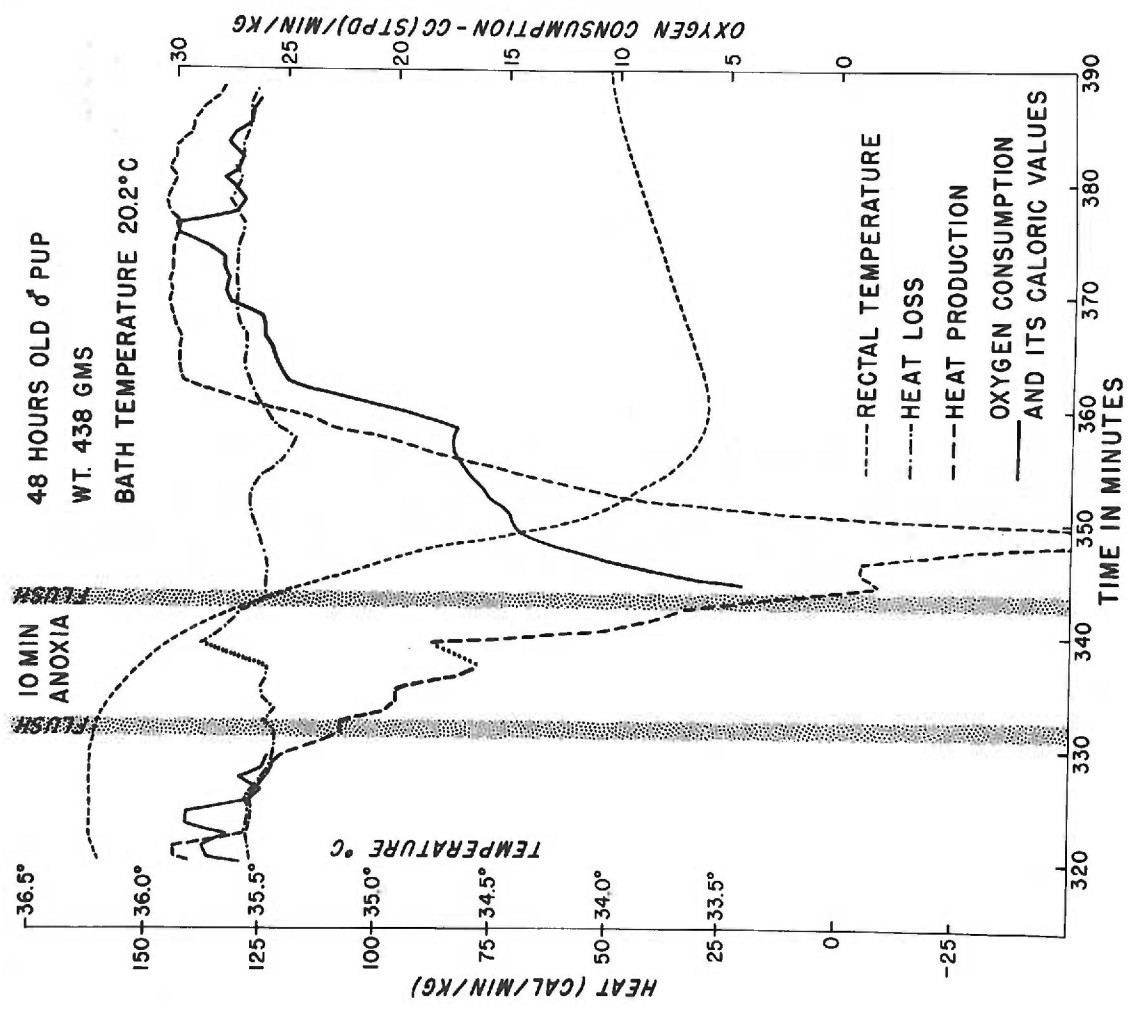 48 HOURS OLD ♂ PUP
WT. 438 GMS
BATH TEMPERATURE 20.2°C
FLUSH
10 MIN
ANOXIA
FLUSH
TEMPERATURE °C
36.5°
36.0°
35.5°
35.0°
34.5°
34.0°
33.5°
HEAT (CAL/MIN/KG)
150
125
100
75
50
25
0
-25
OXYGEN CONSUMPTION - CC(STPD)/MIN/KG
30
25
20
15
10
5
0
RECTAL TEMPERATURE
HEAT LOSS
HEAT PRODUCTION
OXYGEN CONSUMPTION
AND ITS CALORIC VALUES
320
330
340
350
360
370
380
390
TIME IN MINUTES